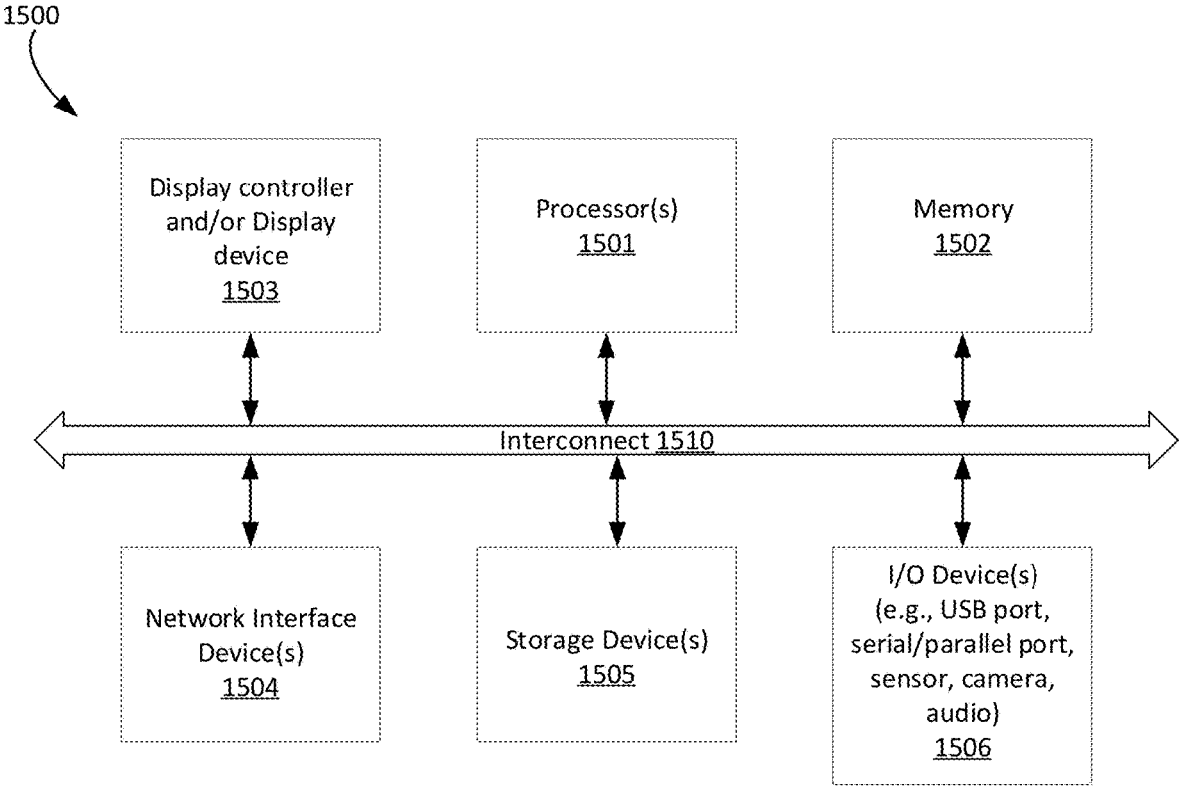 1500
Display controller
and/or Display
device
1503
Processor(s)
1501
Memory
1502
Interconnect 1510
Network Interface
Device(s)
1504
Storage Device(s)
1505
I/O Device(s)
(e.g., USB port,
serial/parallel port,
sensor, camera,
audio)
1506